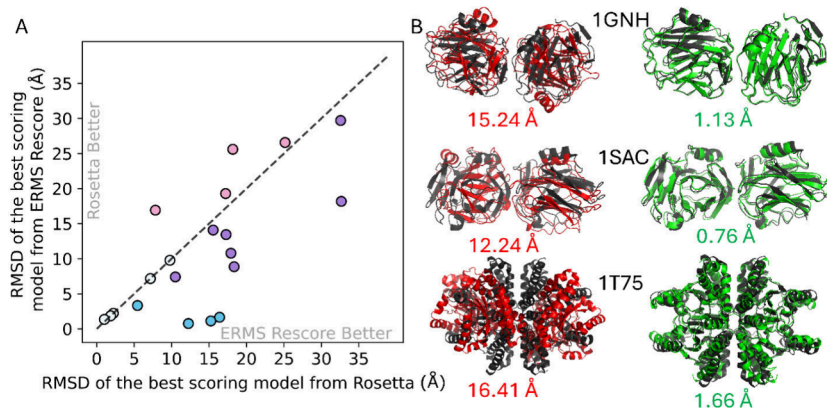 A
RMSD of the best scoring
model from ERMS Rescore (Å)
35
30
25
20
15
10
5
0
Rosetta Better
ERMS Rescore Better
0 5 10 15 20 25 30 35
RMSD of the best scoring model from Rosetta (Å)
B
1GNH
15.24 Å
1.13 Å
1SAC
12.24 Å
0.76 Å
1T75
16.41 Å
1.66 Å